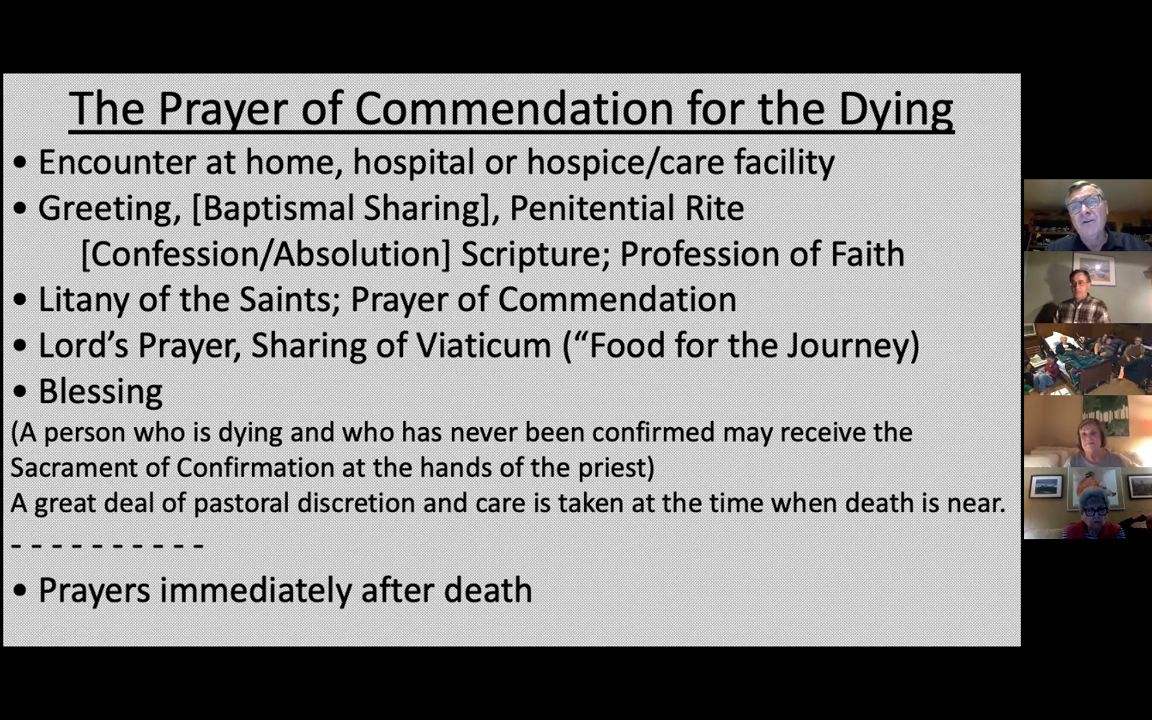 The Prayer of Commendation for the Dying
• Encounter at home, hospital or hospice/care facility
• Greeting, [Baptismal Sharing], Penitential Rite
[Confession/Absolution] Scripture; Profession of Faith
• Litany of the Saints; Prayer of Commendation
• Lord’s Prayer, Sharing of Viaticum (“Food for the Journey)
• Blessing
(A person who is dying and who has never been confirmed may receive the
Sacrament of Confirmation at the hands of the priest)
A great deal of pastoral discretion and care is taken at the time when death is near.
- - - - - - - - - -
• Prayers immediately after death